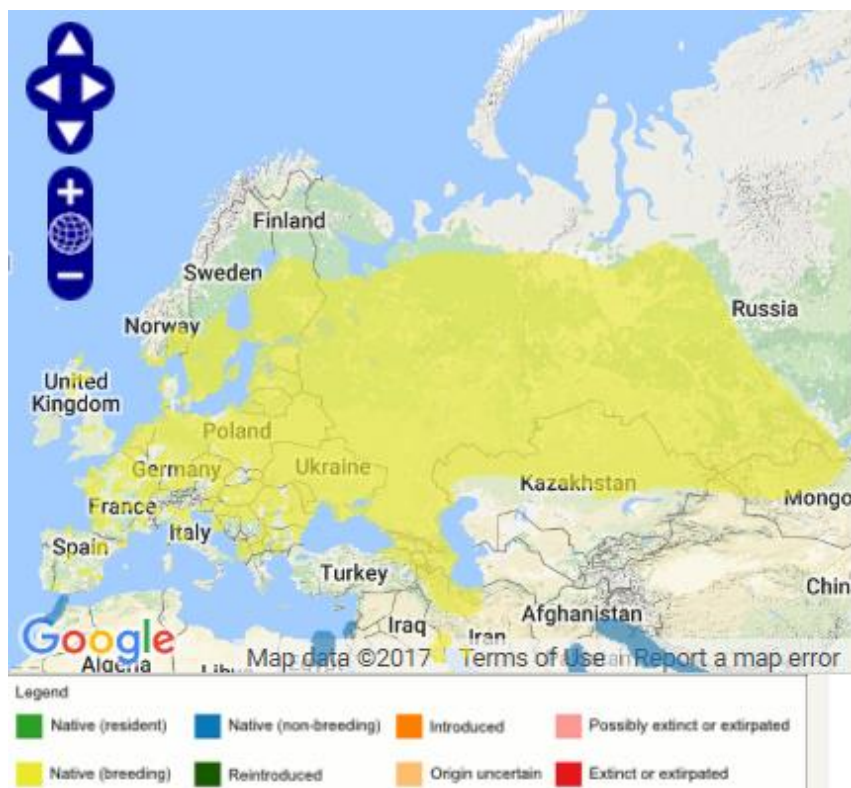 Finland
Sweden
Russia
Norway
United
Kingdom
Poland
Germany
Ukraine
Kazakhstan
France
Mongo
Italy
Spain
Turkey
Chin
Afghanistan
Iraq
Iran
Google
Algeria
Map data ©2017
Terms of Use
Report a map error
Legend
Native (resident) Native (non-breeding) Introduced Possibly extinct or extirpated
Native (breeding) Reintroduced Origin uncertain Extinct or extirpated